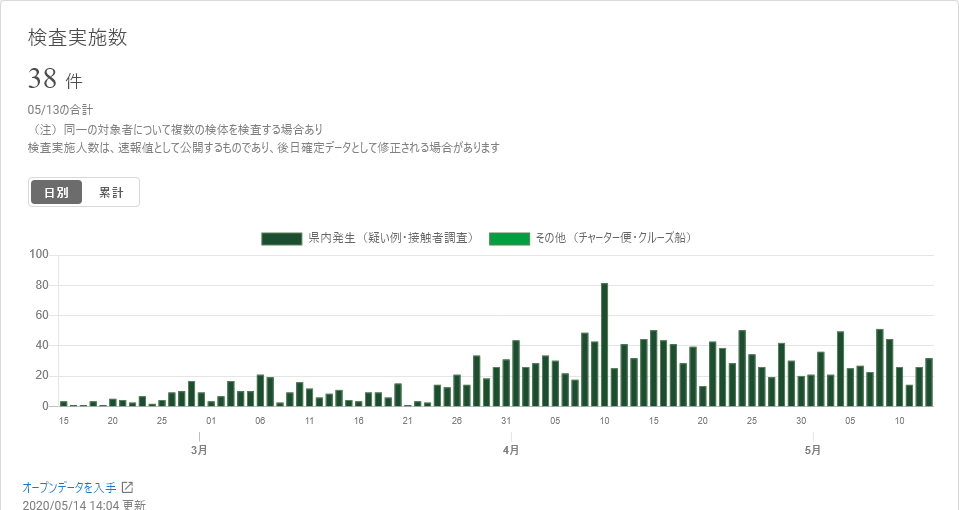 検査実施数
38 件
05/13の合計
（注）同一の対象者について複数の検体を検査する場合あり
検査実施人数は、速報値として公開するものであり、後日確定データとして修正される場合があります
日別 累計
県内発生（疑い例・接触者調査） その他（チャーター便・クルーズ船）
100
80
60
40
20
0
15 20 25 01 06 11 16 21 26 31 05 10 15 20 25 30 05 10
3月 4月 5月
オープンデータを入手
2020/05/14 14:04 更新